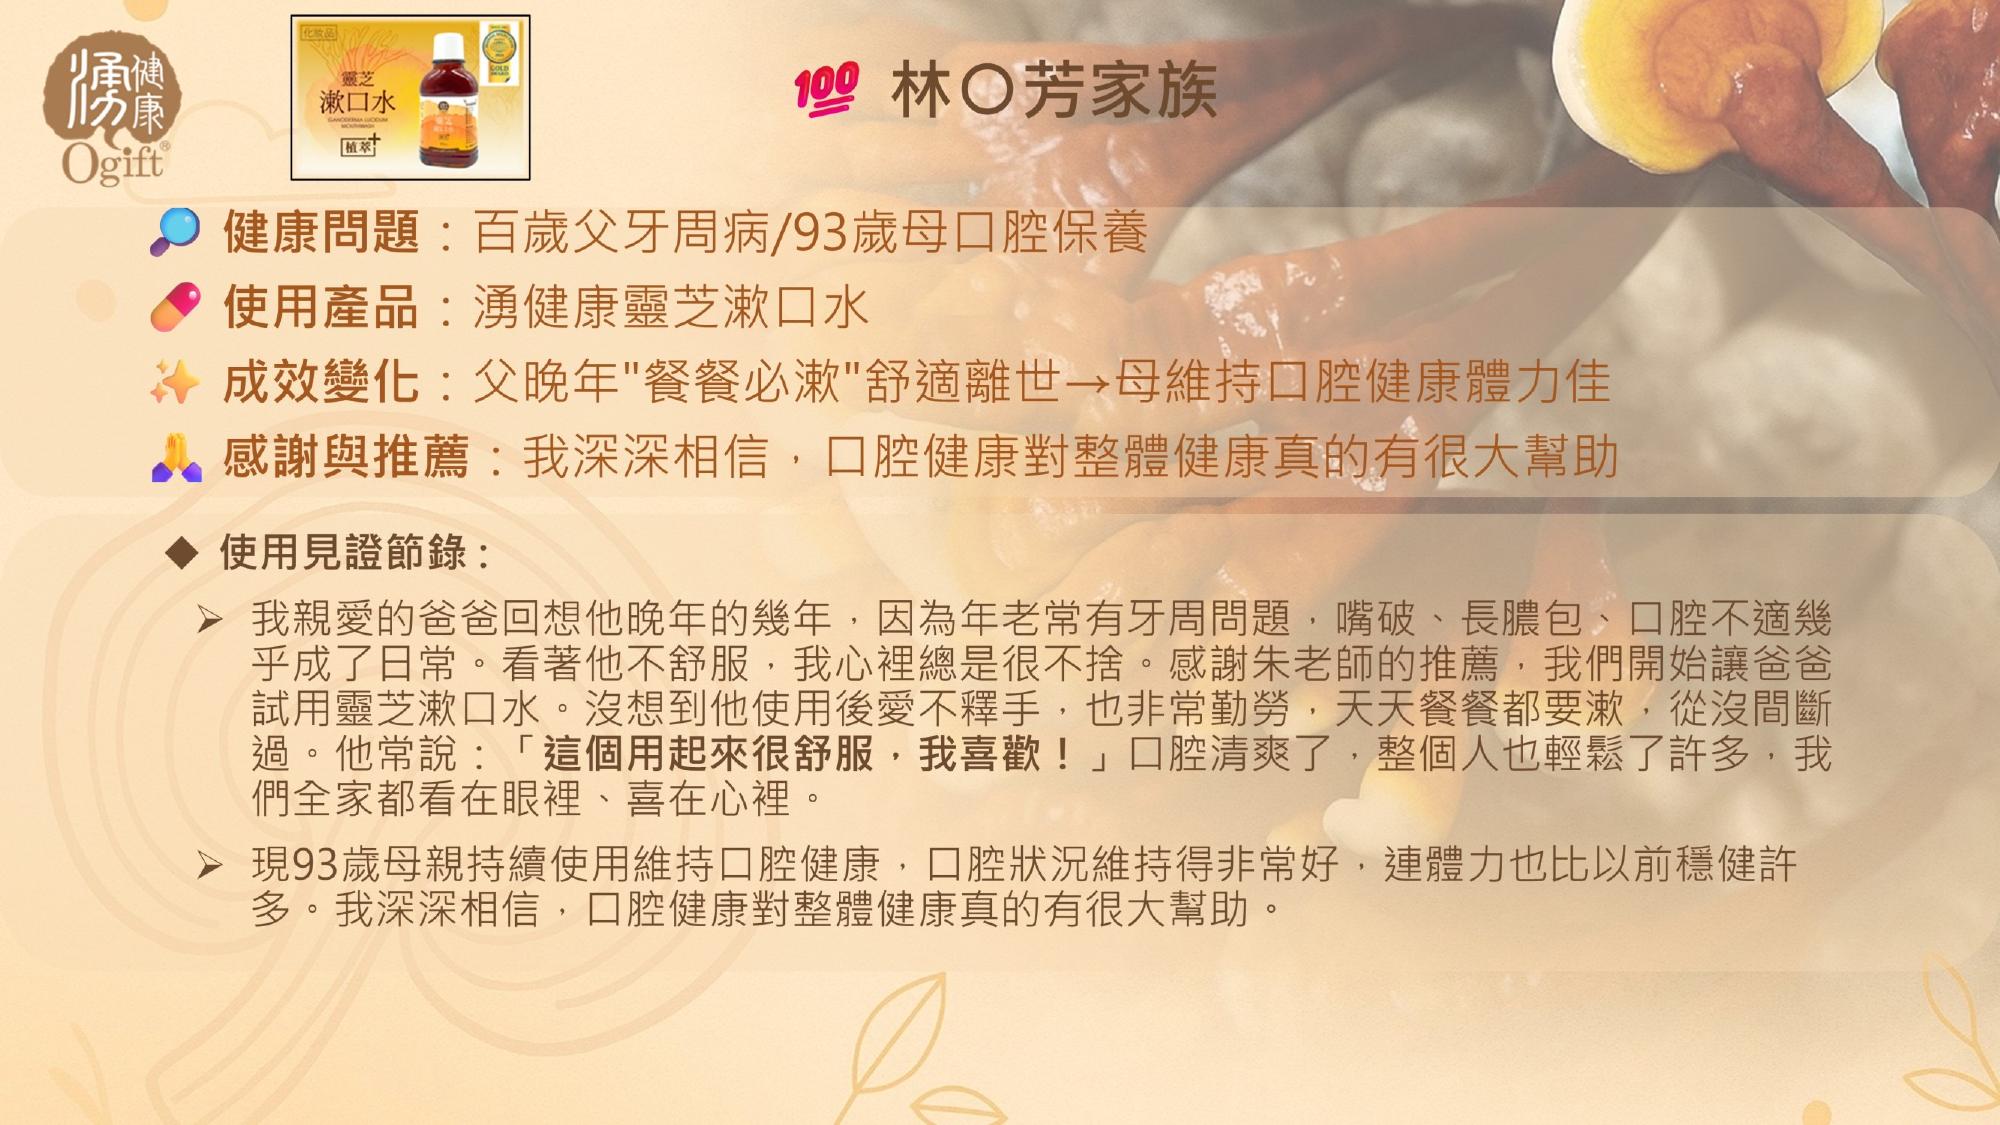 湧健康
Ogift®
化妝品
靈芝
漱口水
GANODERMA LUCIDUM
MOUTHWASH
植萃+
GOLD
AWARD
💯 林〇芳家族
🔎 健康問題：百歲父牙周病/93歲母口腔保養
💊 使用產品：湧健康靈芝漱口水
✨ 成效變化：父晚年"餐餐必漱"舒適離世→母維持口腔健康體力佳
🙏 感謝與推薦：我深深相信，口腔健康對整體健康真的有很大幫助
◆ 使用見證節錄：
➢ 我親愛的爸爸回想他晚年的幾年，因為年老常有牙周問題，嘴破、長膿包、口腔不適幾
乎成了日常。看著他不舒服，我心裡總是很不捨。感謝朱老師的推薦，我們開始讓爸爸
試用靈芝漱口水。沒想到他使用後愛不釋手，也非常勤勞，天天餐餐都要漱，從沒間斷
過。他常說：「這個用起來很舒服，我喜歡！」口腔清爽了，整個人也輕鬆了許多，我
們全家都看在眼裡、喜在心裡。
➢ 現93歲母親持續使用維持口腔健康，口腔狀況維持得非常好，連體力也比以前穩健許
多。我深深相信，口腔健康對整體健康真的有很大幫助。